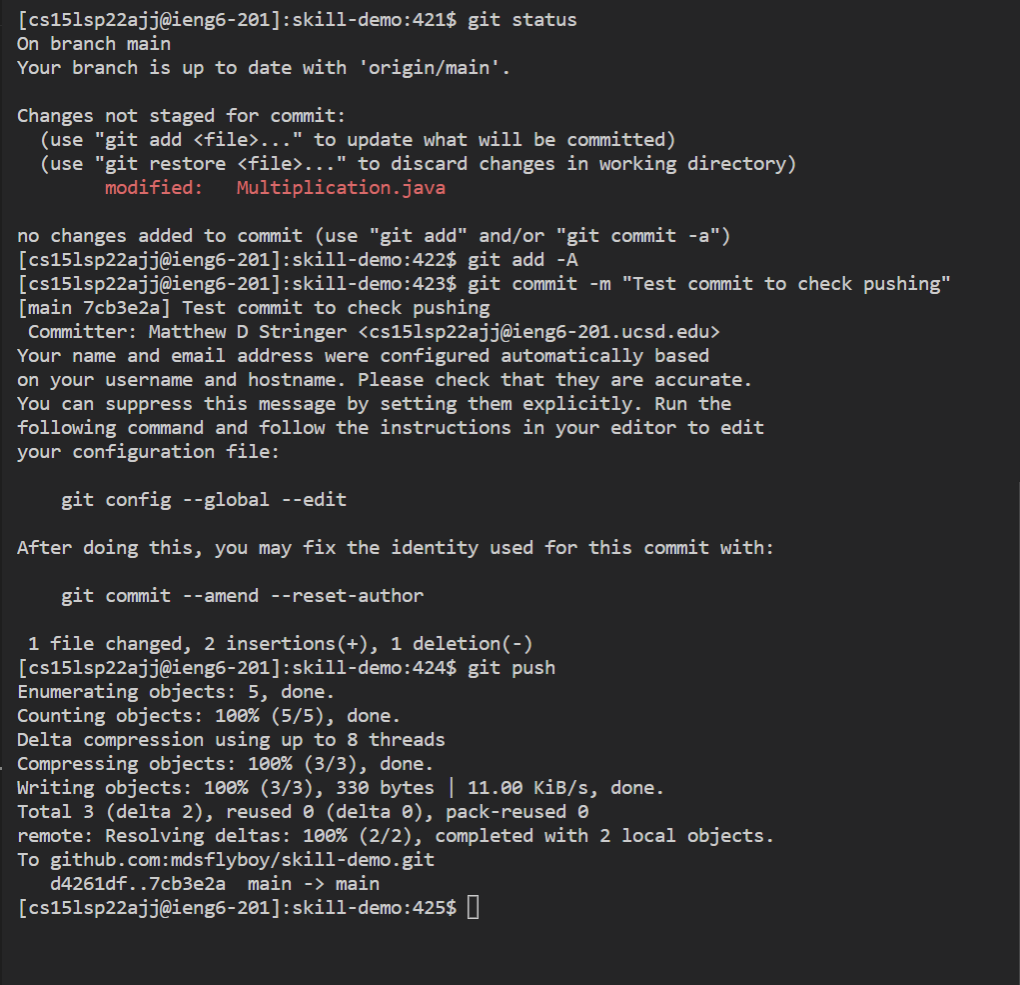 [cs15lsp22ajj@ieng6-201]:skill-demo:421$ git status
On branch main
Your branch is up to date with 'origin/main'.

Changes not staged for commit:
  (use "git add <file>..." to update what will be committed)
  (use "git restore <file>..." to discard changes in working directory)
        modified:   Multiplication.java

no changes added to commit (use "git add" and/or "git commit -a")
[cs15lsp22ajj@ieng6-201]:skill-demo:422$ git add -A
[cs15lsp22ajj@ieng6-201]:skill-demo:423$ git commit -m "Test commit to check pushing"
[main 7cb3e2a] Test commit to check pushing
 Committer: Matthew D Stringer <cs15lsp22ajj@ieng6-201.ucsd.edu>
Your name and email address were configured automatically based
on your username and hostname. Please check that they are accurate.
You can suppress this message by setting them explicitly. Run the
following command and follow the instructions in your editor to edit
your configuration file:

    git config --global --edit

After doing this, you may fix the identity used for this commit with:

    git commit --amend --reset-author

 1 file changed, 2 insertions(+), 1 deletion(-)
[cs15lsp22ajj@ieng6-201]:skill-demo:424$ git push
Enumerating objects: 5, done.
Counting objects: 100% (5/5), done.
Delta compression using up to 8 threads
Compressing objects: 100% (3/3), done.
Writing objects: 100% (3/3), 330 bytes | 11.00 KiB/s, done.
Total 3 (delta 2), reused 0 (delta 0), pack-reused 0
remote: Resolving deltas: 100% (2/2), completed with 2 local objects.
To github.com:mdsflyboy/skill-demo.git
   d4261df..7cb3e2a  main -> main
[cs15lsp22ajj@ieng6-201]:skill-demo:425$